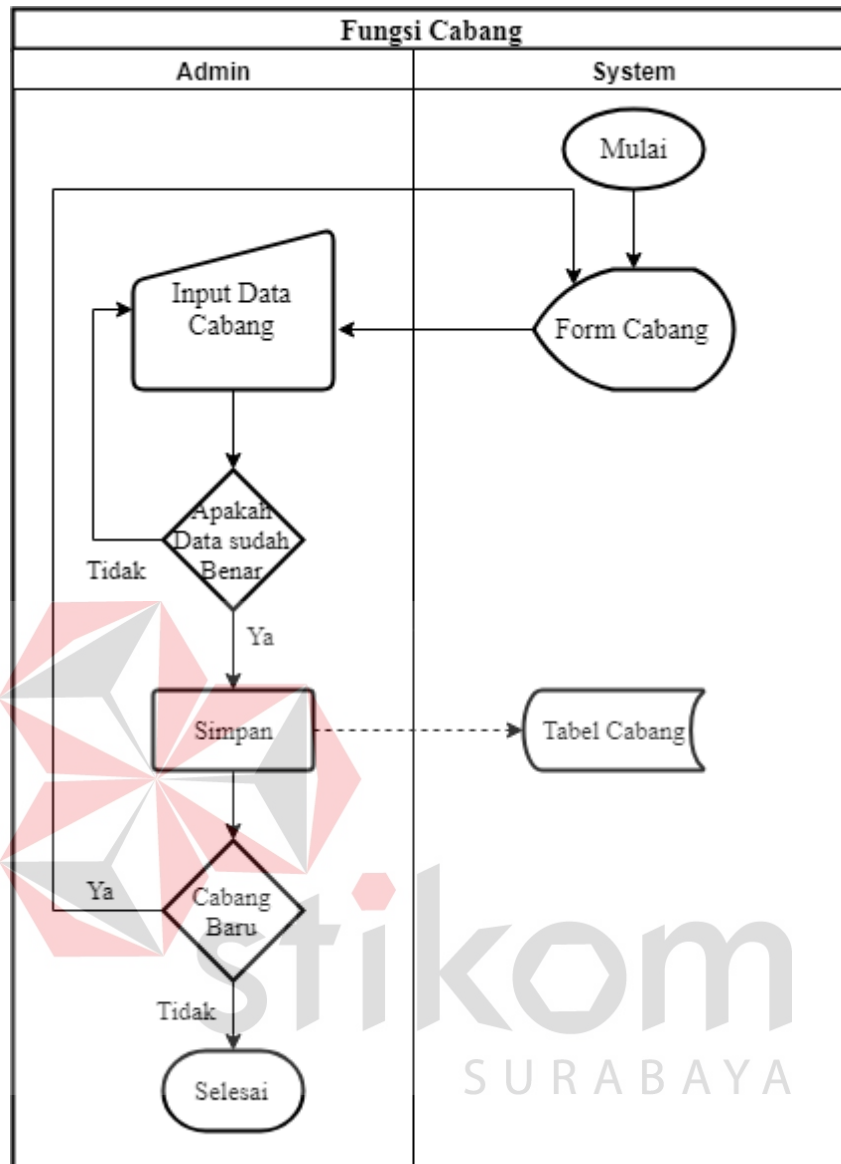 Fungsi Cabang
Admin
System
Mulai
Input Data
Cabang
Form Cabang
Apakah
Data sudah
Benar
Tidak
Ya
Simpan
Tabel Cabang
Ya
Cabang
Baru
Tidak
Selesai
stikom
SURABAYA